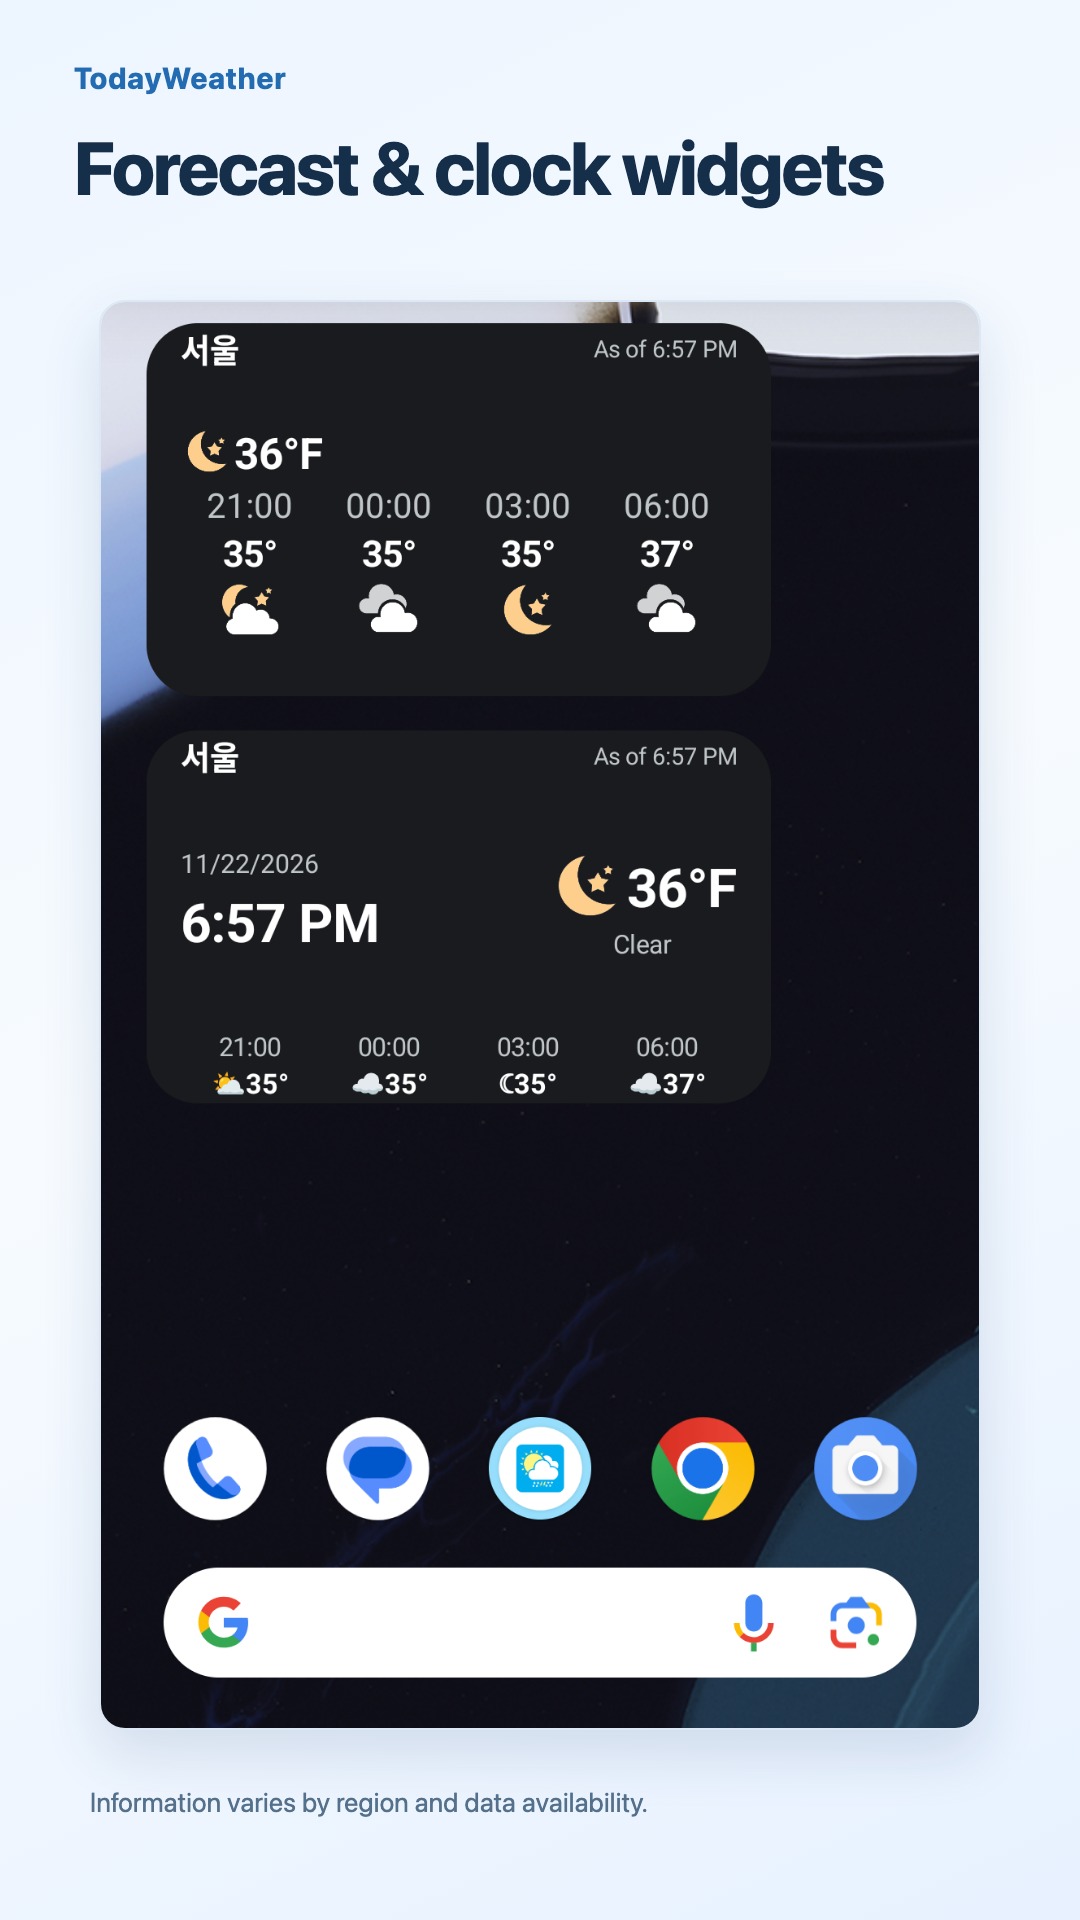 TodayWeather
Forecast & clock widgets
서울 As of 6:57 PM
36°F
21:00 00:00 03:00 06:00
35° 35° 35° 37°
서울 As of 6:57 PM
11/22/2026
6:57 PM
36°F
Clear
21:00 00:00 03:00 06:00
35° 35° 35° 37°
Information varies by region and data availability.